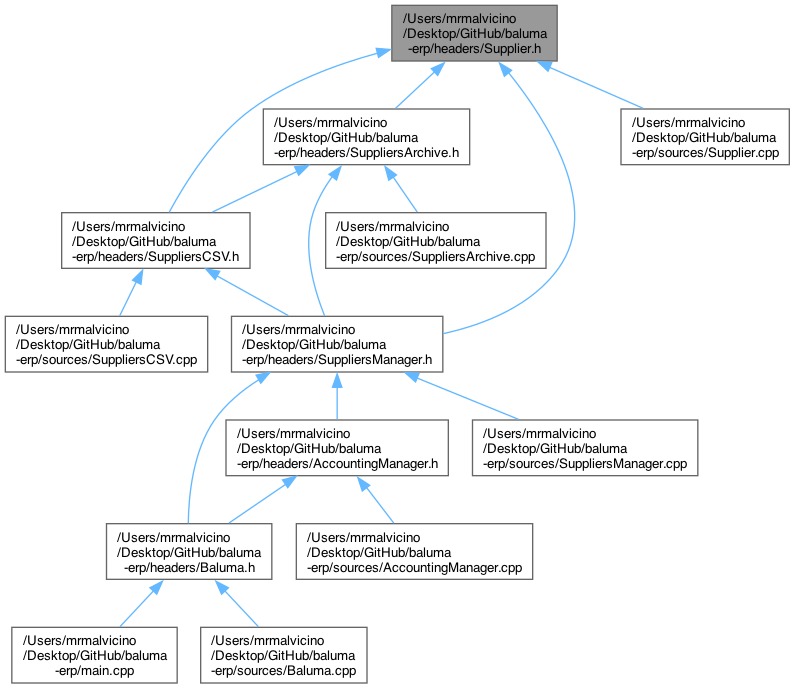 /Users/mrmalvicino
/Desktop/GitHub/baluma
-erp/headers/Supplier.h
/Users/mrmalvicino
/Desktop/GitHub/baluma
-erp/headers/SuppliersArchive.h
/Users/mrmalvicino
/Desktop/GitHub/baluma
-erp/sources/Supplier.cpp
/Users/mrmalvicino
/Desktop/GitHub/baluma
-erp/headers/SuppliersCSV.h
/Users/mrmalvicino
/Desktop/GitHub/baluma
-erp/sources/SuppliersArchive.cpp
/Users/mrmalvicino
/Desktop/GitHub/baluma
-erp/sources/SuppliersCSV.cpp
/Users/mrmalvicino
/Desktop/GitHub/baluma
-erp/headers/SuppliersManager.h
/Users/mrmalvicino
/Desktop/GitHub/baluma
-erp/headers/AccountingManager.h
/Users/mrmalvicino
/Desktop/GitHub/baluma
-erp/sources/SuppliersManager.cpp
/Users/mrmalvicino
/Desktop/GitHub/baluma
-erp/headers/Baluma.h
/Users/mrmalvicino
/Desktop/GitHub/baluma
-erp/sources/AccountingManager.cpp
/Users/mrmalvicino
/Desktop/GitHub/baluma
-erp/main.cpp
/Users/mrmalvicino
/Desktop/GitHub/baluma
-erp/sources/Baluma.cpp